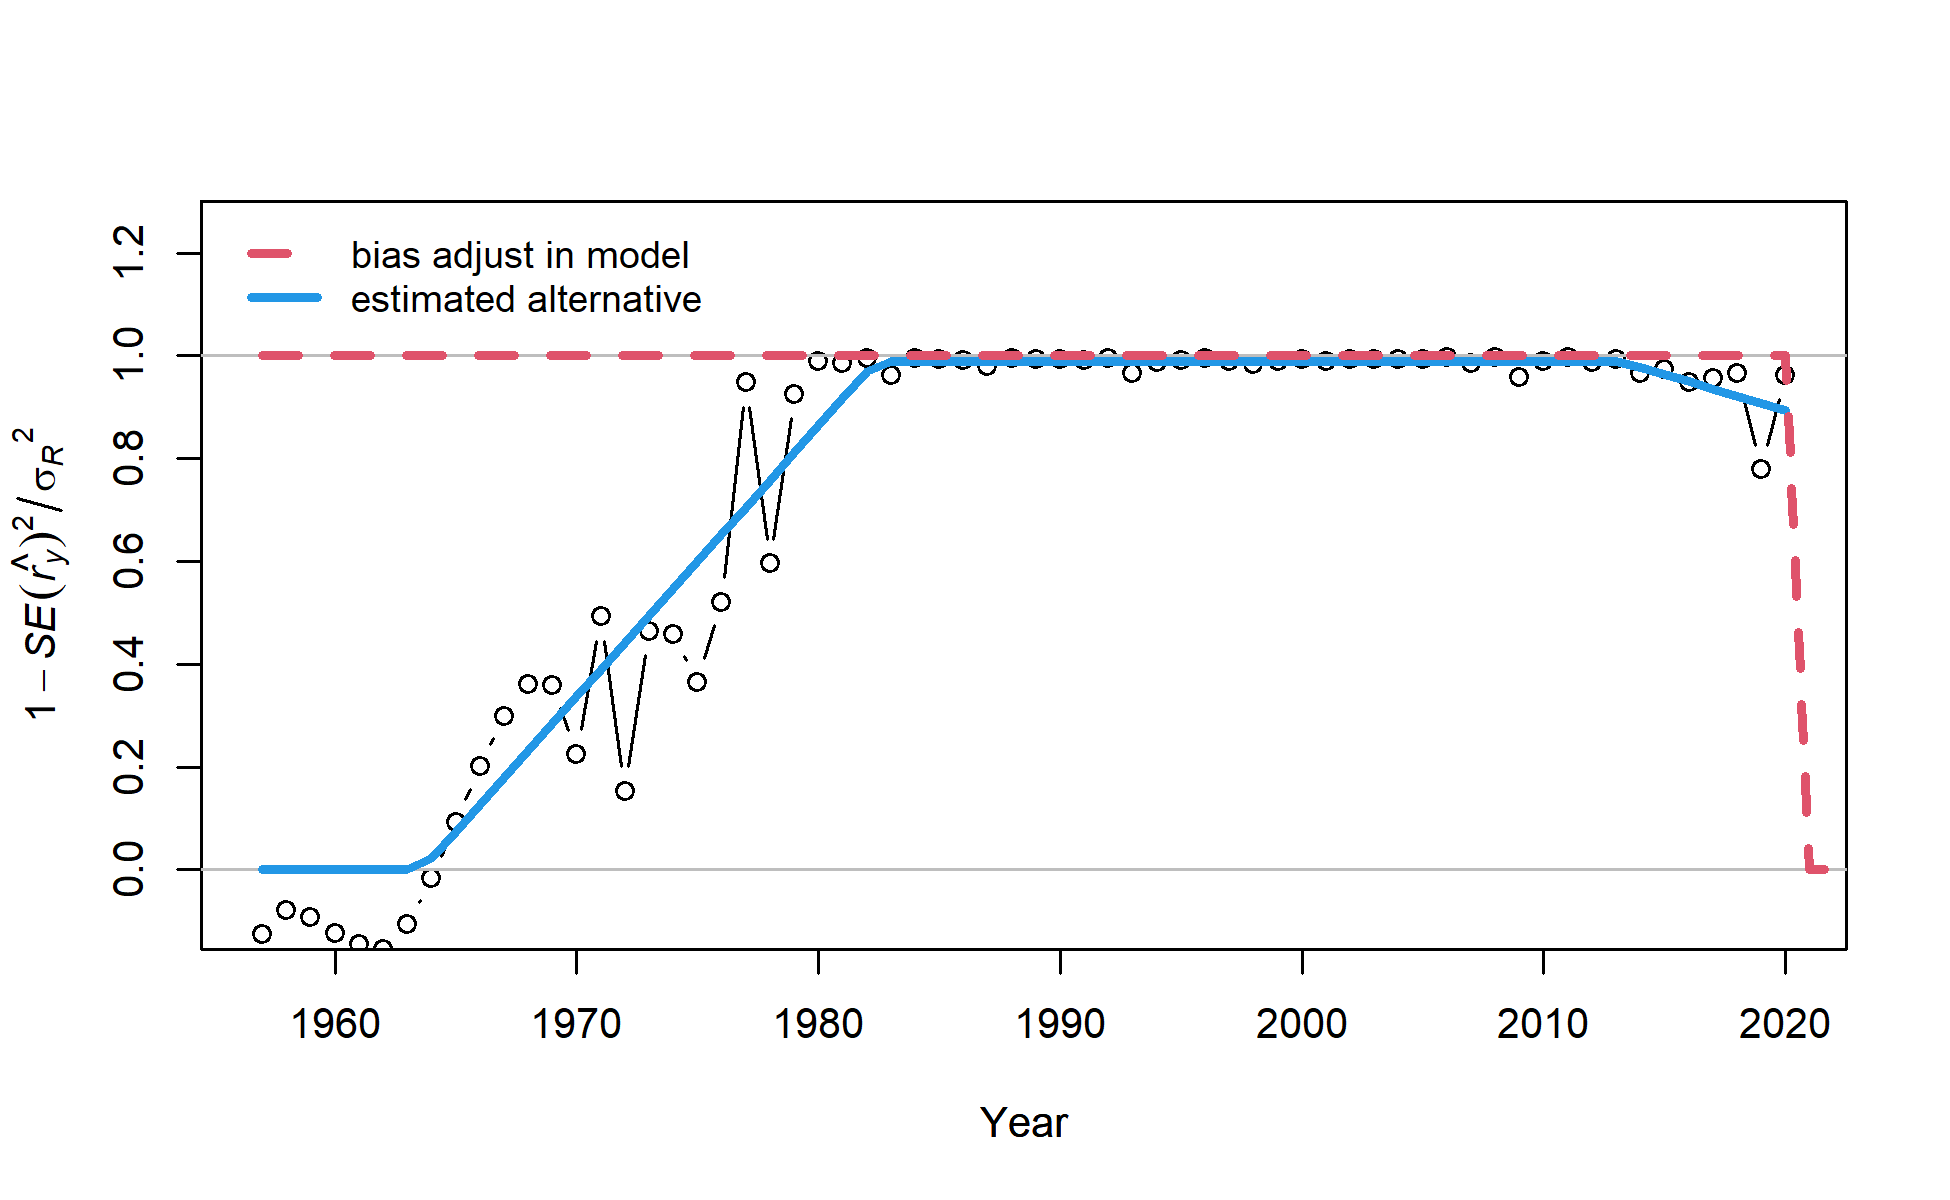 bias adjust in model
estimated alternative
1.2
1.0
0.8
0.6
0.4
0.2
0.0
1 − SE(r̂y)² / σR²
1960 1970 1980 1990 2000 2010 2020
Year